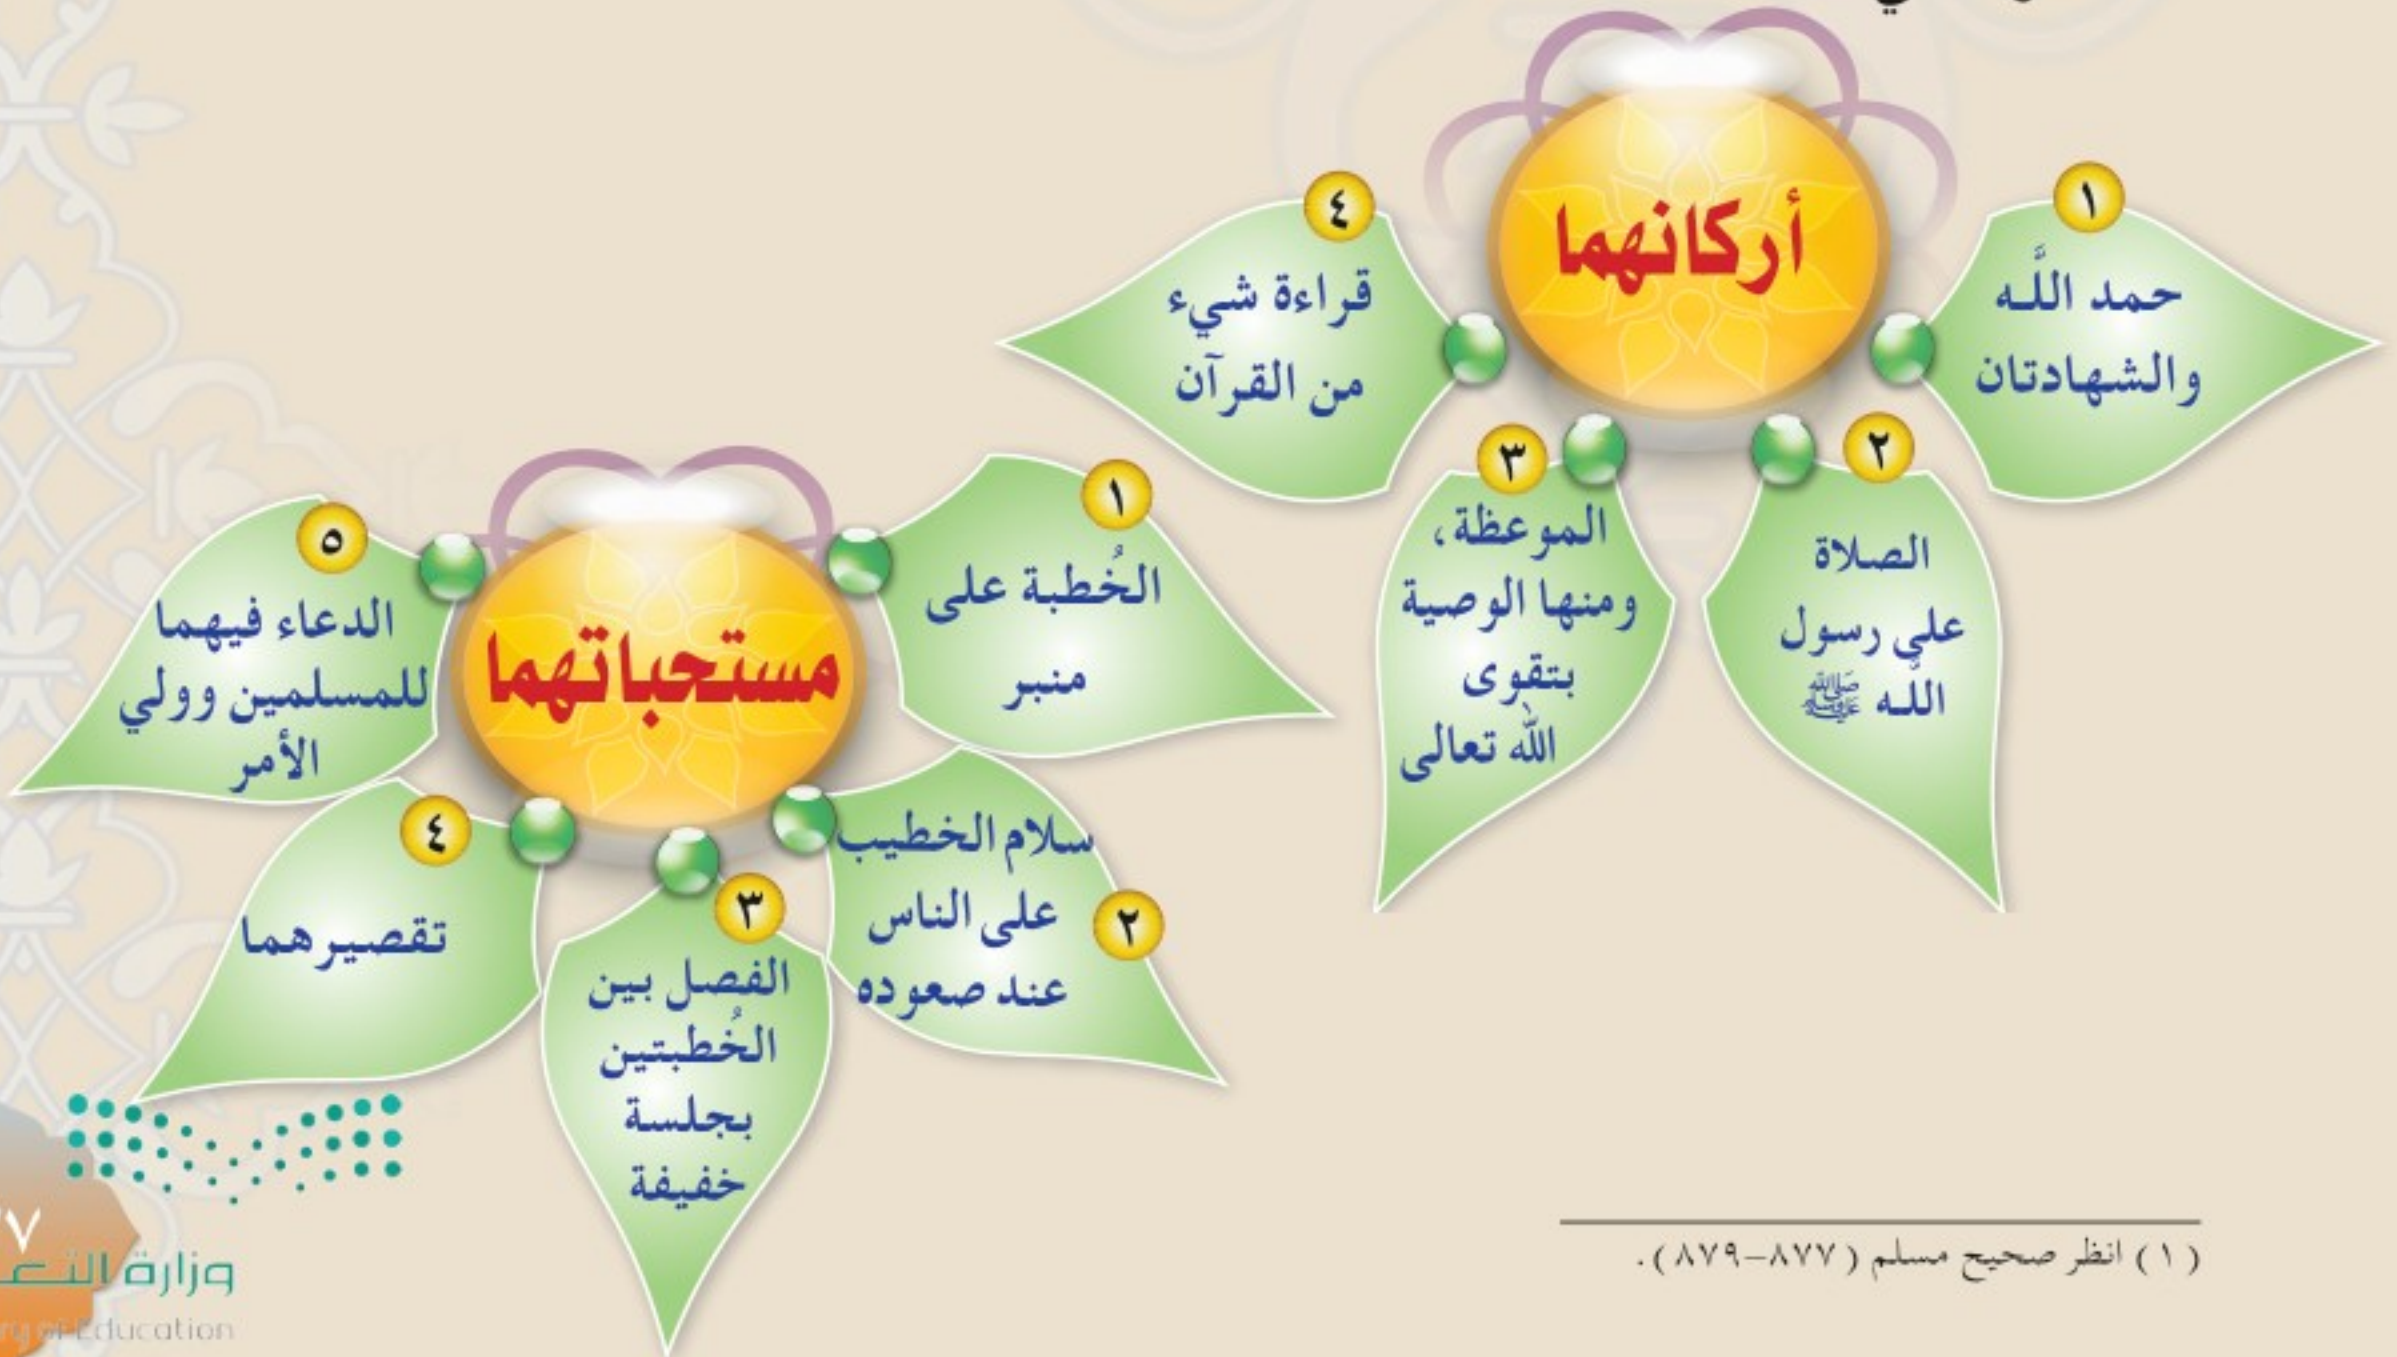 أركانهما
١
حمد اللَّه
والشهادتان
٢
الصلاة
على رسول
اللَّه ﷺ
٣
الموعظة،
ومنها الوصية
بتقوى
الله تعالى
٤
قراءة شيء
من القرآن
مستحباتهما
١
الخُطبة على
منبر
٢
سلام الخطيب
على الناس
عند صعوده
٣
الفصل بين
الخُطبتين
بجلسة
خفيفة
٤
تقصيرهما
٥
الدعاء فيهما
للمسلمين وولي
الأمر
(١) انظر صحيح مسلم (٨٧٧-٨٧٩).
وزارة
Education